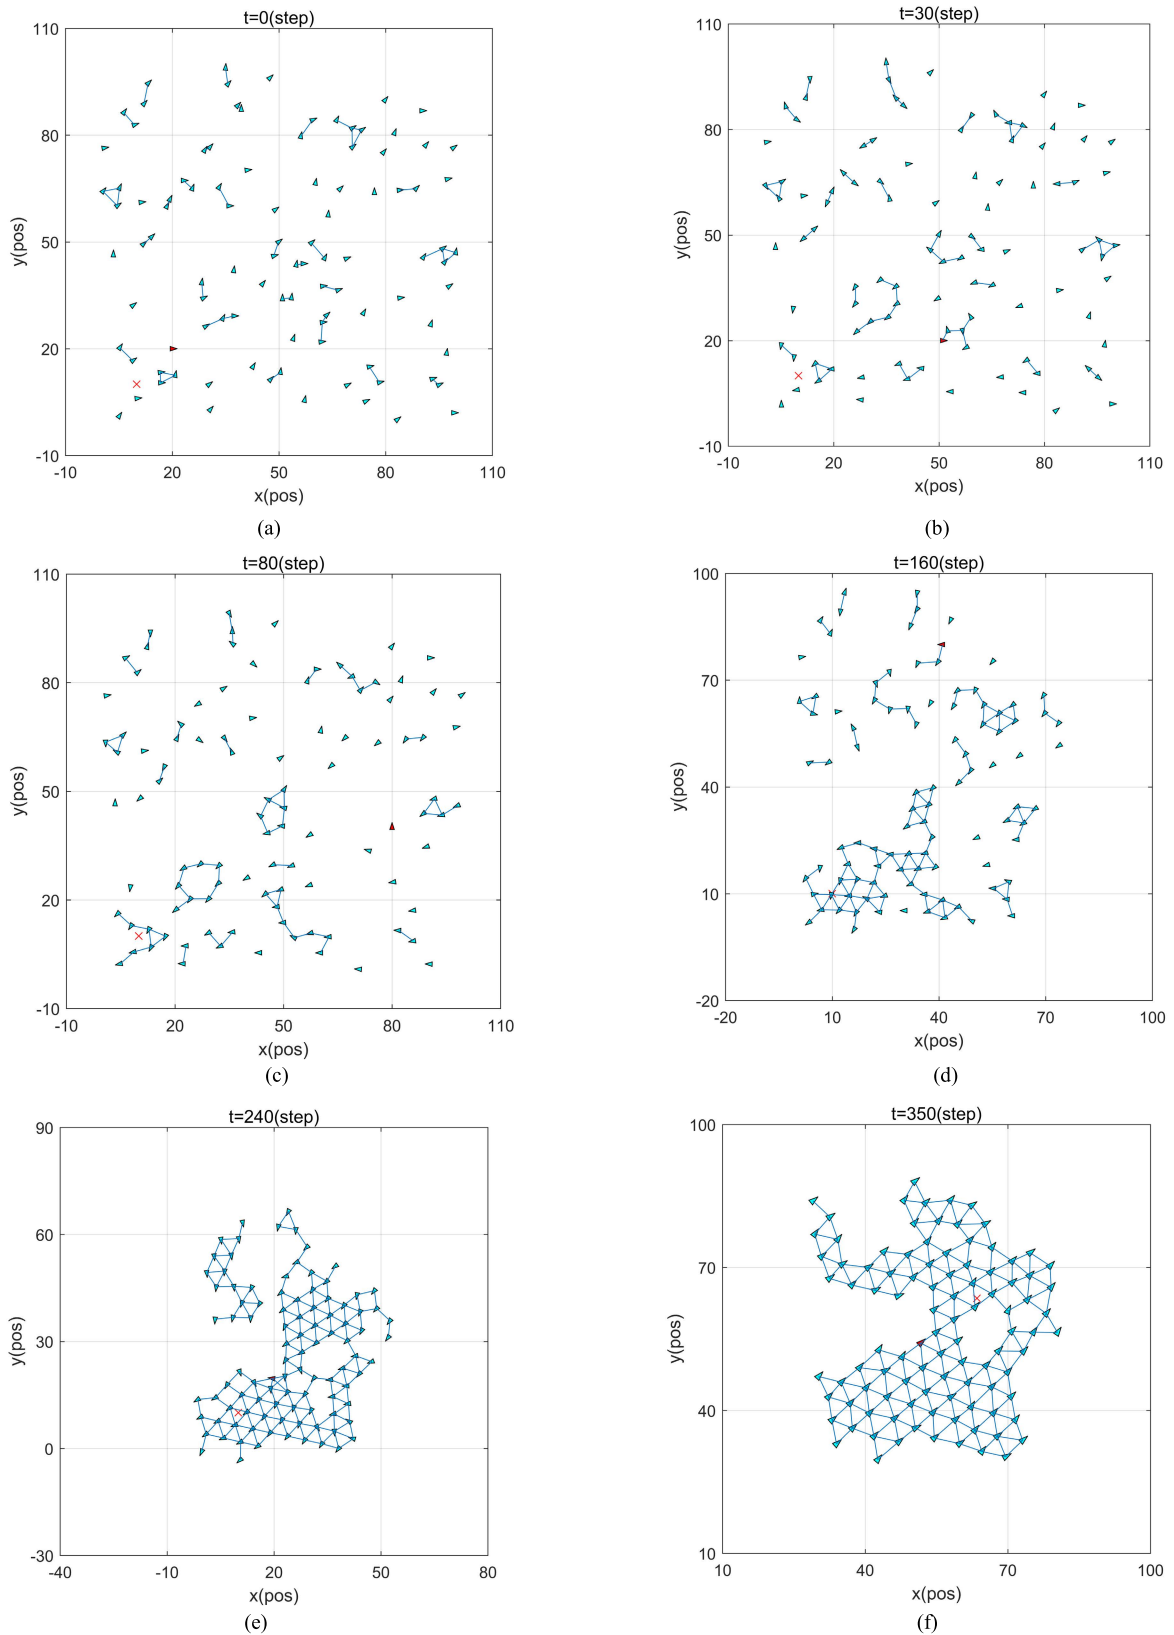 t=0(step)
110
80
50
20
-10
y(pos)
-10 20 50 80 110
x(pos)
(a)
t=30(step)
110
80
50
20
-10
y(pos)
-10 20 50 80 110
x(pos)
(b)
t=80(step)
110
80
50
20
-10
y(pos)
-10 20 50 80 110
x(pos)
(c)
t=160(step)
100
70
40
10
-20
y(pos)
-20 10 40 70 100
x(pos)
(d)
t=240(step)
90
60
30
0
-30
y(pos)
-40 -10 20 50 80
x(pos)
(e)
t=350(step)
100
70
40
10
y(pos)
10 40 70 100
x(pos)
(f)